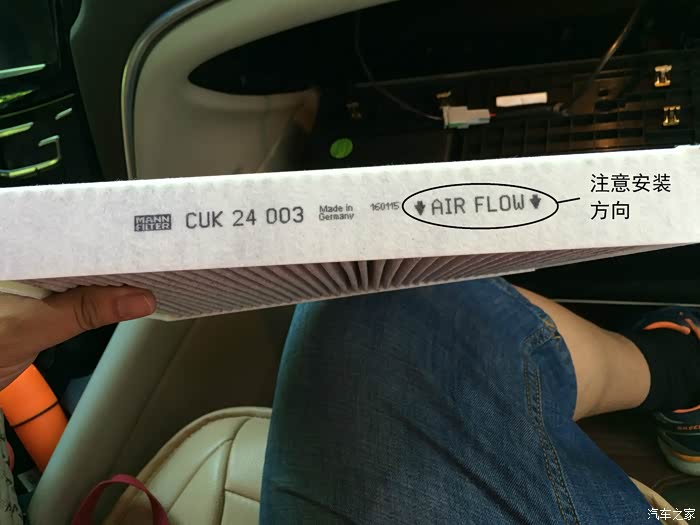 MANN
FILTER
CUK 24 003
Made in
Germany
160115
AIR FLOW
注意安装
方向
汽车之家